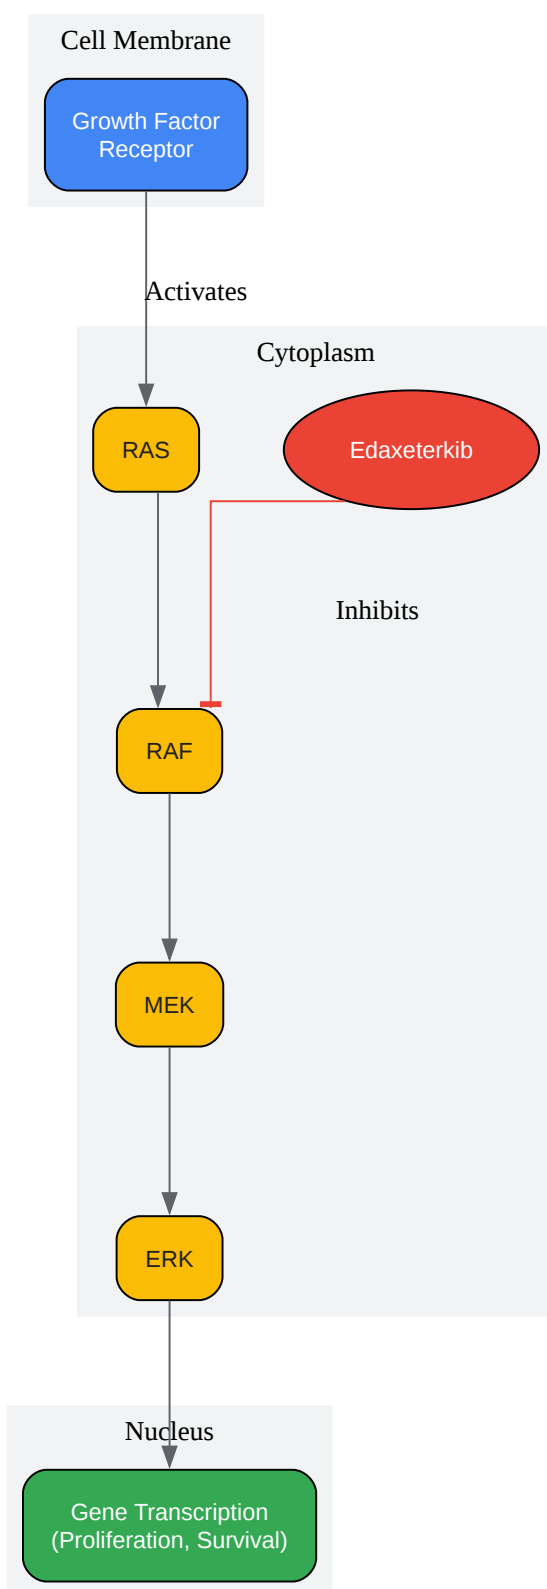 Cell Membrane
Growth Factor
Receptor
Activates
Cytoplasm
RAS
Edaxeterkib
Inhibits
RAF
MEK
ERK
Nucleus
Gene Transcription
(Proliferation, Survival)